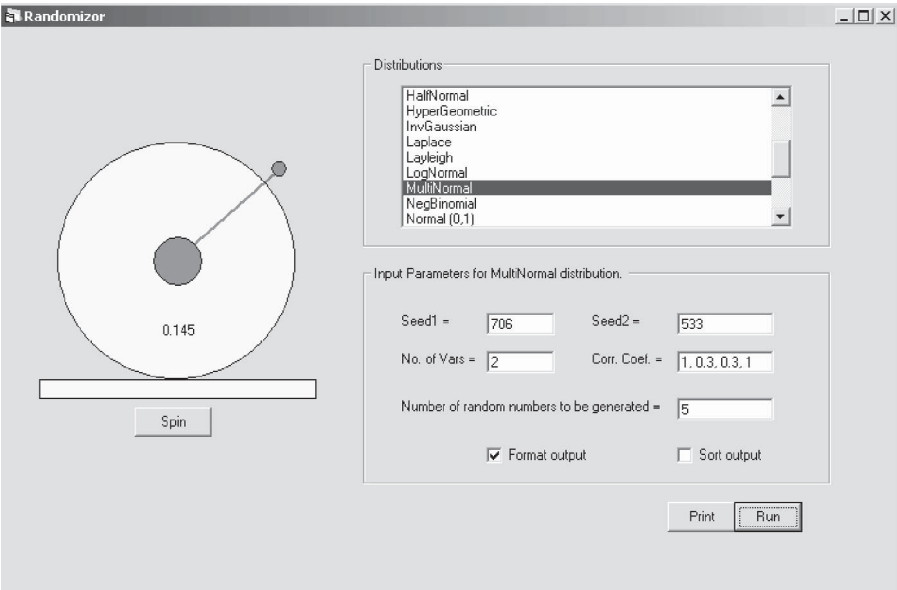 Randomizor
Distributions
HalfNormal
HyperGeometric
InvGaussian
Laplace
Layleigh
LogNormal
MultiNormal
NegBinomial
Normal (0,1)
0.145
Spin
Input Parameters for MultiNormal distribution.
Seed1 = 706 Seed2 = 533
No. of Vars = 2 Corr. Coef. = 1, 0.3, 0.3, 1
Number of random numbers to be generated = 5
Format output Sort output
Print Run